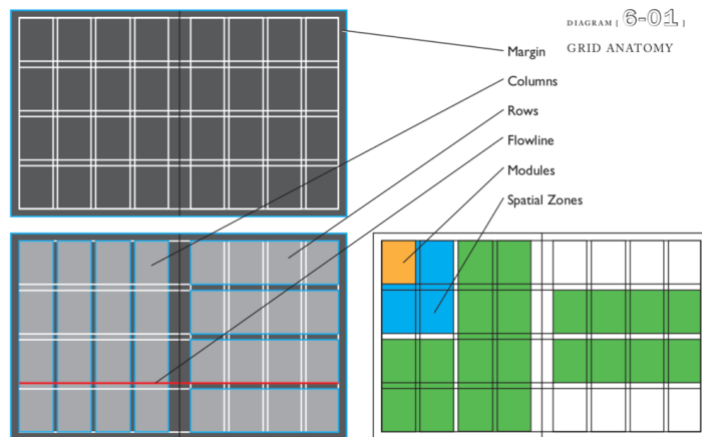 DIAGRAM | 6-01 |
GRID ANATOMY
Margin
Columns
Rows
Flowline
Modules
Spatial Zones